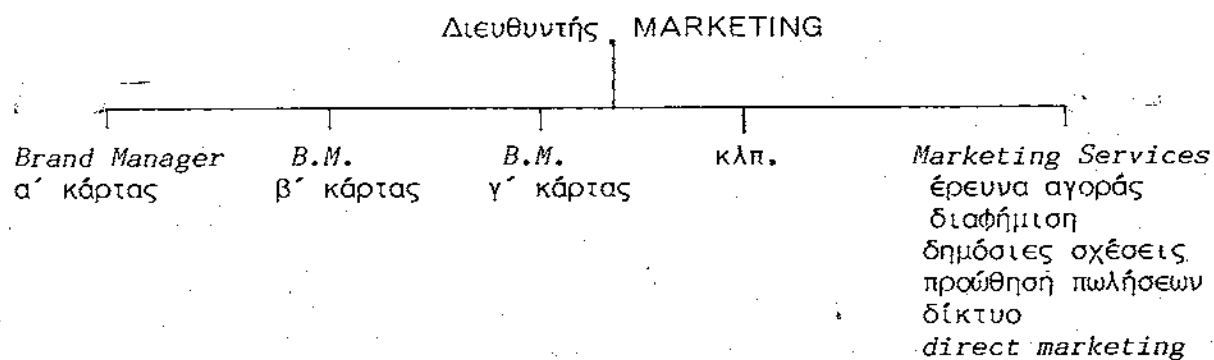 Διευθυντής MARKETING
Brand Manager
α΄ κάρτας
B.M.
β΄ κάρτας
B.M.
γ΄ κάρτας
κλπ.
Marketing Services
έρευνα αγοράς
διαφήμιση
δημόσιες σχέσεις
προώθηση πωλήσεων
δίκτυο
direct marketing